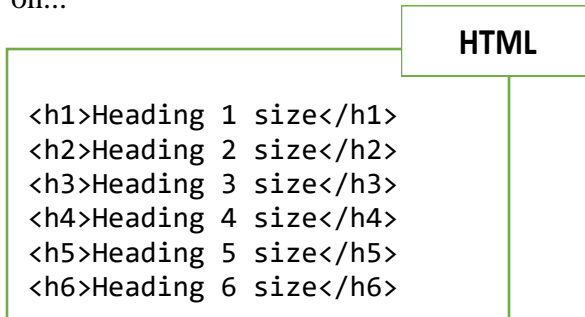 on...
HTML
<h1>Heading 1 size</h1>
<h2>Heading 2 size</h2>
<h3>Heading 3 size</h3>
<h4>Heading 4 size</h4>
<h5>Heading 5 size</h5>
<h6>Heading 6 size</h6>